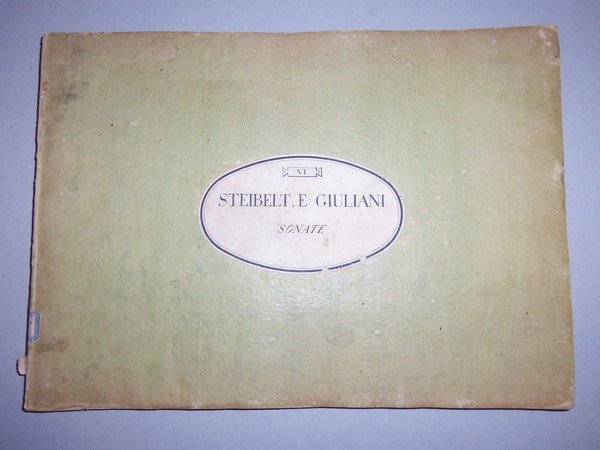 VI.
STEIBELT, E GIULIANI
SONATE